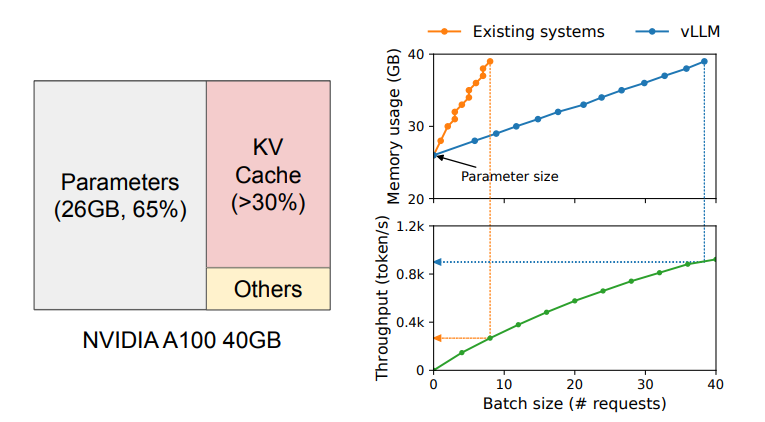 Parameters
(26GB, 65%)
KV
Cache
(>30%)
Others
NVIDIA A100 40GB
Existing systems
vLLM
Memory usage (GB)
40
30
20
Parameter size
Throughput (token/s)
1.2k
0.8k
0.4k
0
0 10 20 30 40
Batch size (# requests)